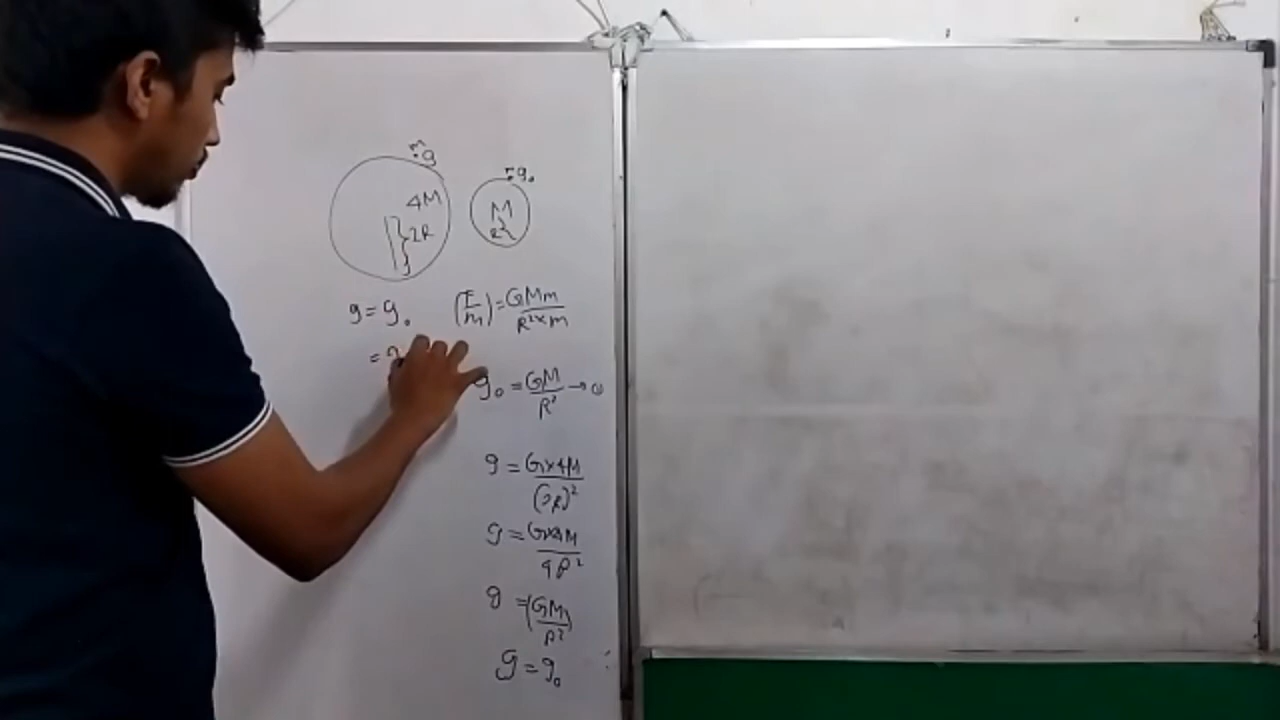 m
g
4M
2R
m g₀
M
R
g = g₀
=
(F/m) = GMm/R²×m
g₀ = GM/R² → ①
g = G×4M/(2R)²
g = G×4M/4R²
g = (GM/R²)
g = g₀